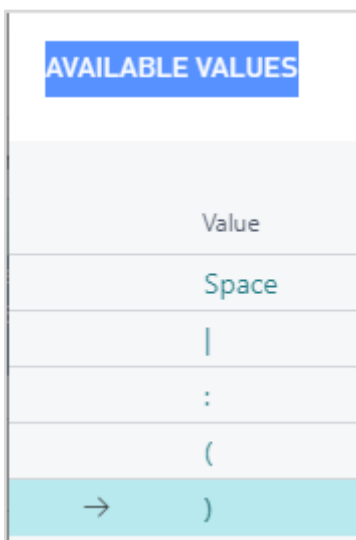 AVAILABLE VALUES
Value
Space
|
:
(
→ )